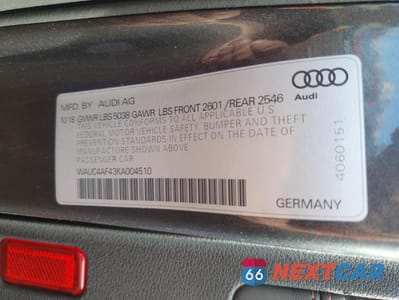 MFD. BY AUDI AG
10.18 GVWR LBS 5038 GAWR LBS FRONT 2601 /REAR 2546
THIS VEHICLE CONFORMS TO ALL APPLICABLE U.S
FEDERAL MOTOR VEHICLE SAFETY, BUMPER AND THEFT
PREVENTION STANDARDS IN EFFECT ON THE DATE OF
MANUFACTURE SHOWN ABOVE
PASSENGER CAR
WAUC4AF43KA004510
Audi
4060151
GERMANY
66 NEXTCAR